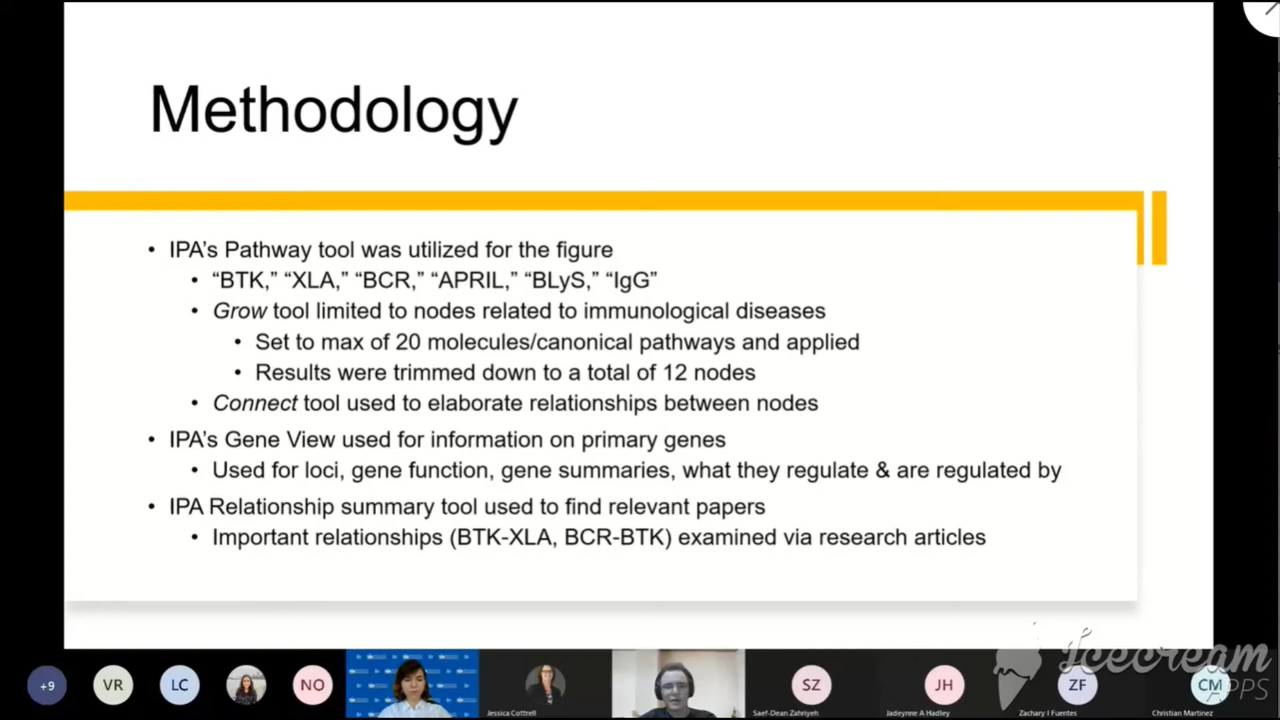 Methodology
• IPA's Pathway tool was utilized for the figure
• “BTK,” “XLA,” “BCR,” “APRIL,” “BLyS,” “IgG”
• Grow tool limited to nodes related to immunological diseases
• Set to max of 20 molecules/canonical pathways and applied
• Results were trimmed down to a total of 12 nodes
• Connect tool used to elaborate relationships between nodes
• IPA's Gene View used for information on primary genes
• Used for loci, gene function, gene summaries, what they regulate & are regulated by
• IPA Relationship summary tool used to find relevant papers
• Important relationships (BTK-XLA, BCR-BTK) examined via research articles
+9
VR
LC
NO
Jessica Cottrell
SZ
Saef-Dean Zahriyeh
JH
Jadeynne A Hadley
ZF
Zachary I Fuentes
CM
Christian Martinez
Icecream
APPS